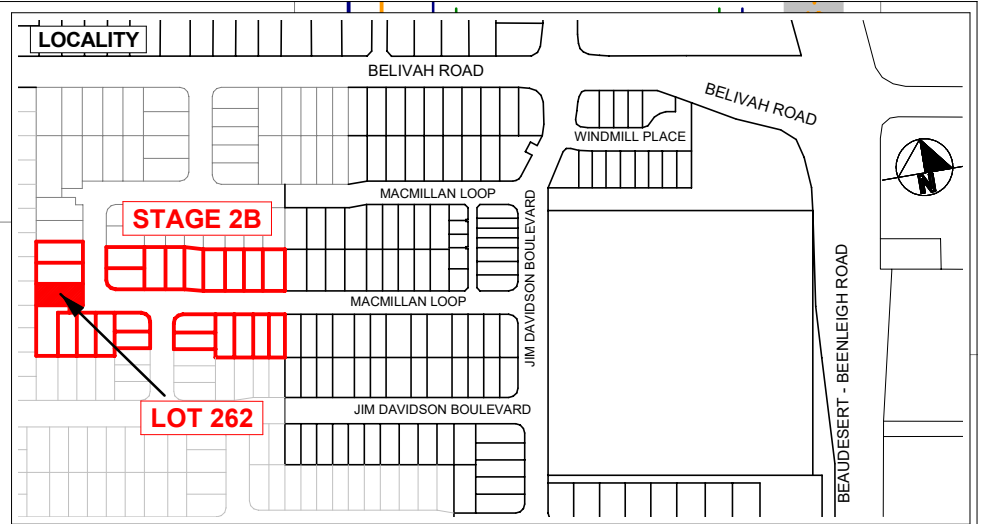 LOCALITY
BELIVAH ROAD
BELIVAH ROAD
WINDMILL PLACE
MACMILLAN LOOP
N
STAGE 2B
JIM DAVIDSON BOULEVARD
MACMILLAN LOOP
BEAUDESERT - BEENLEIGH ROAD
LOT 262
JIM DAVIDSON BOULEVARD